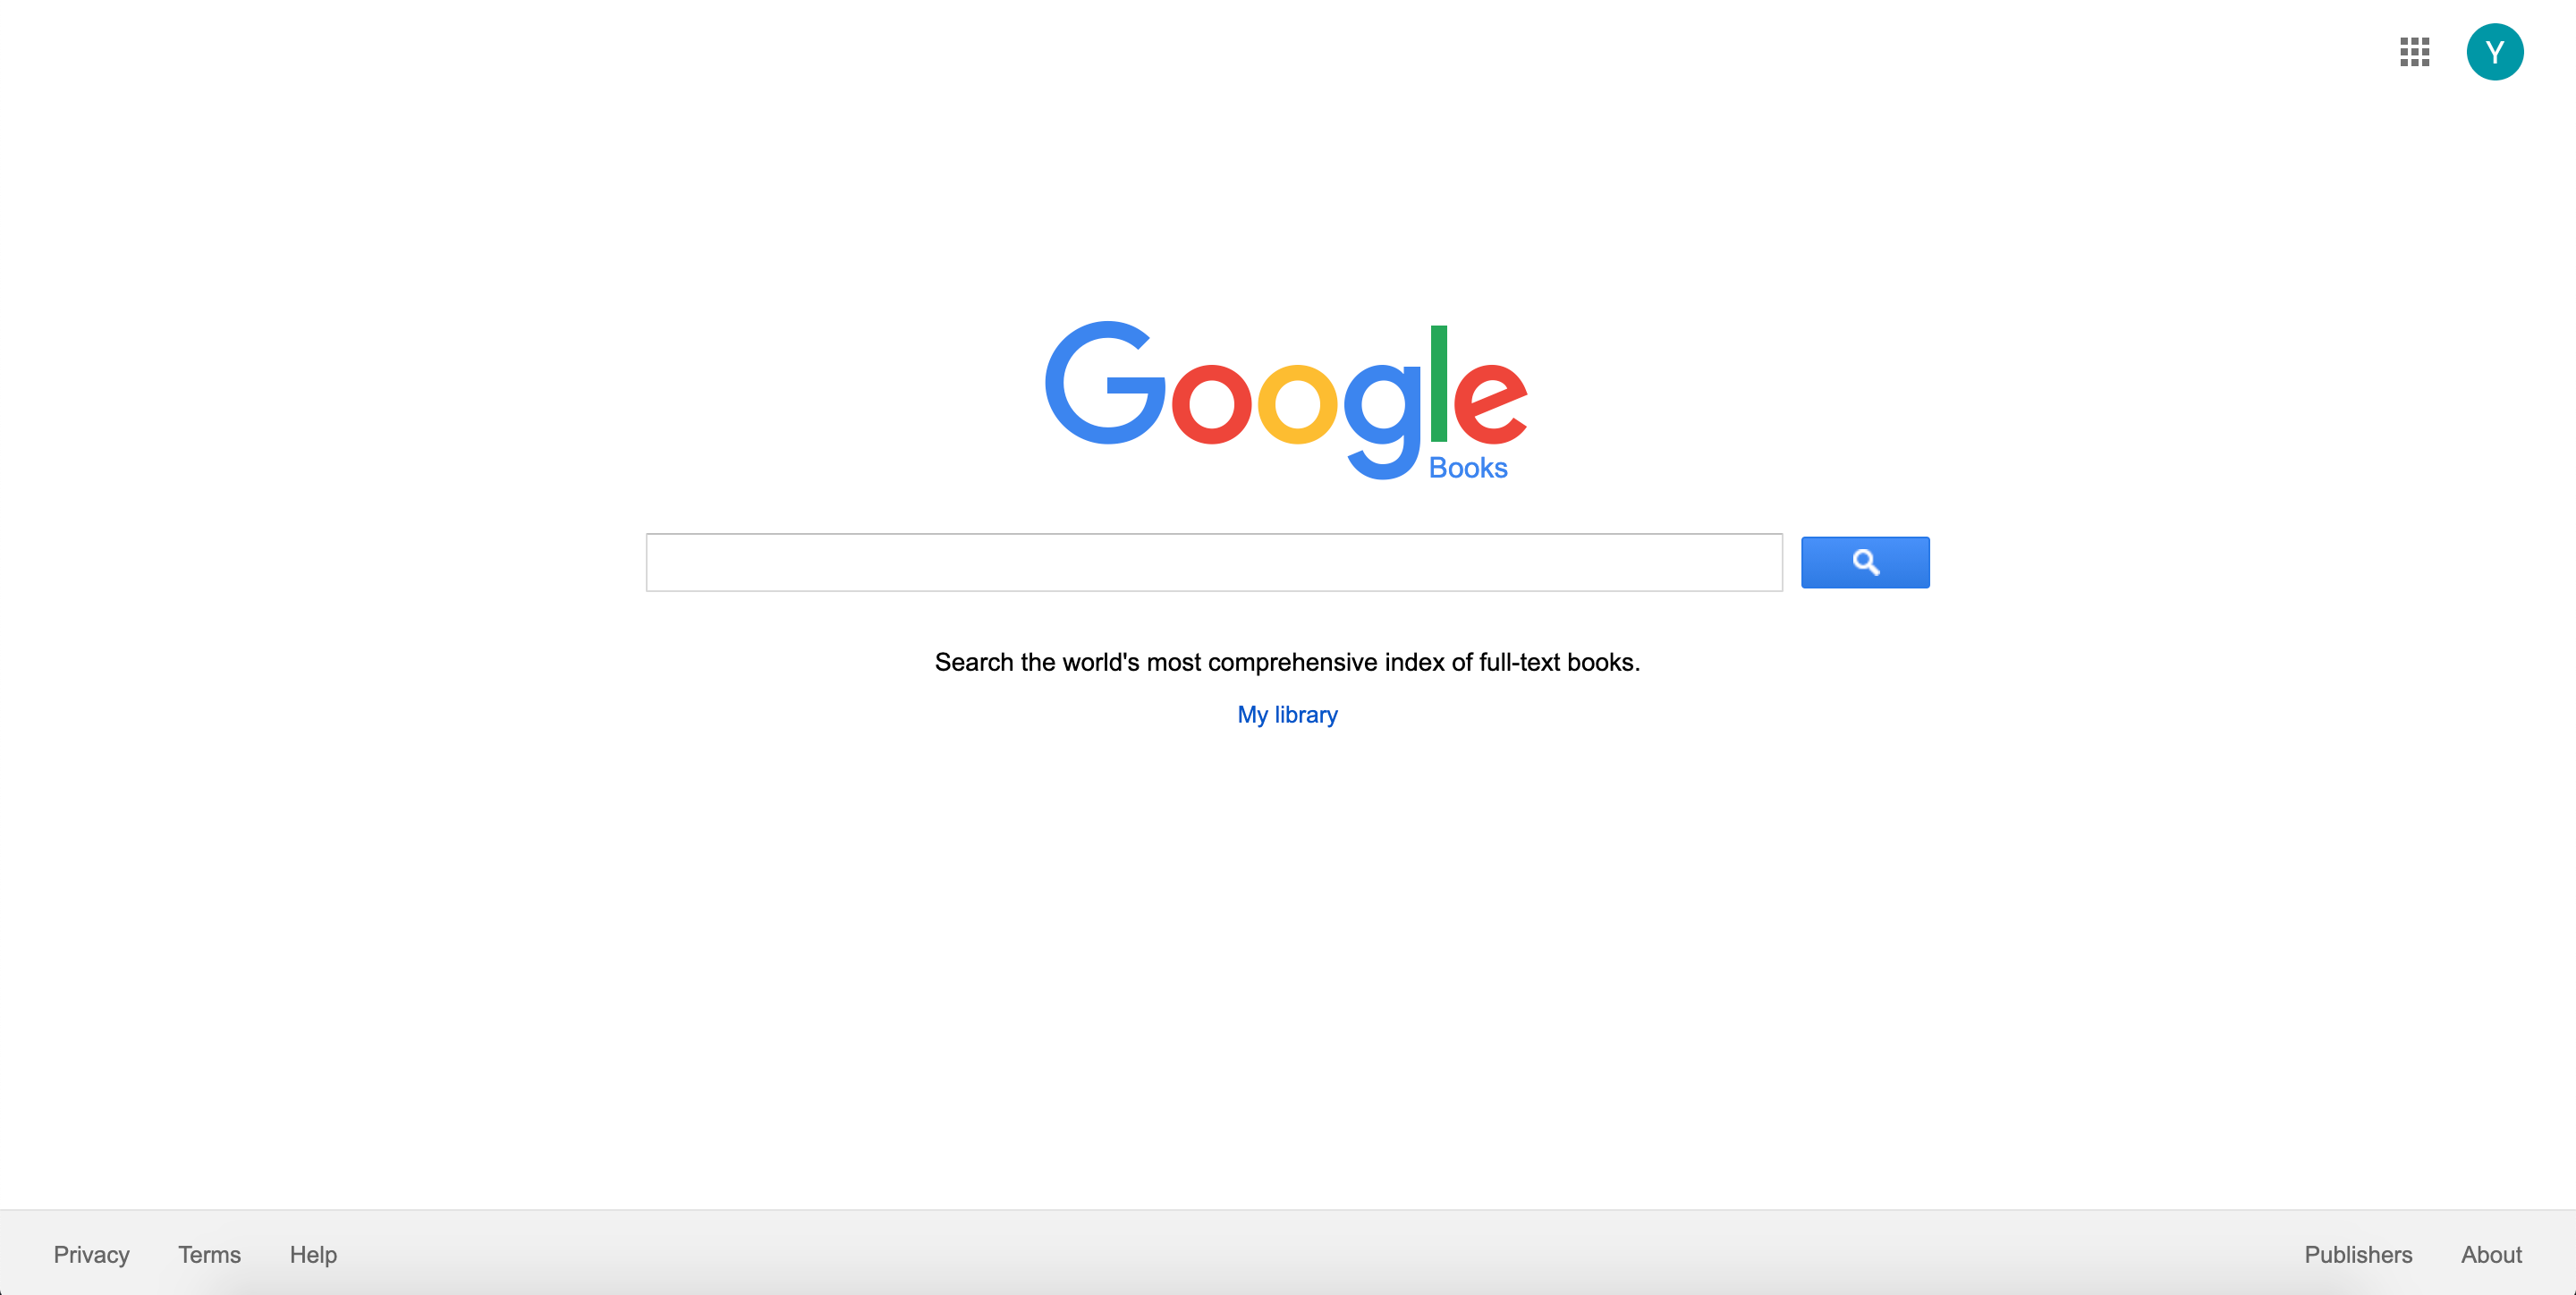 Y
Google
Books
Search the world's most comprehensive index of full-text books.
My library
Privacy Terms Help Publishers About